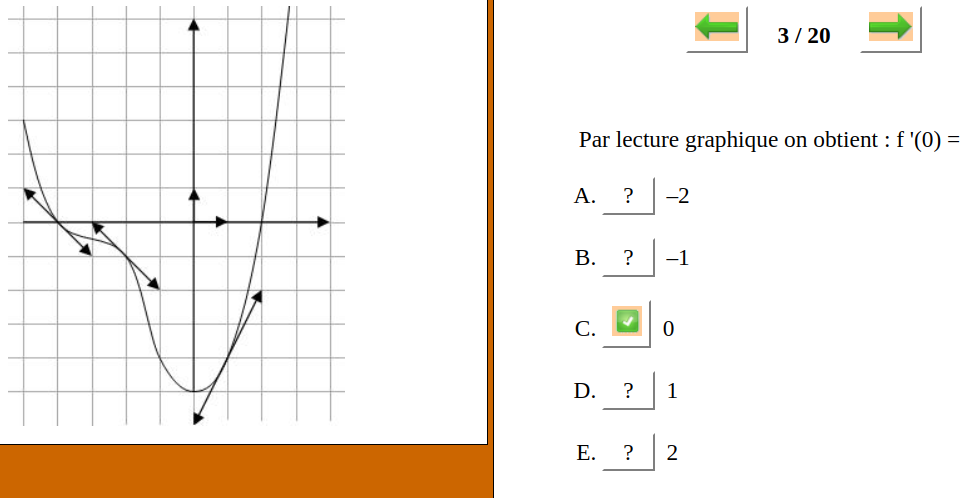 3 / 20
Par lecture graphique on obtient : f '(0) =
A. ? –2
B. ? –1
C. 0
D. ? 1
E. ? 2